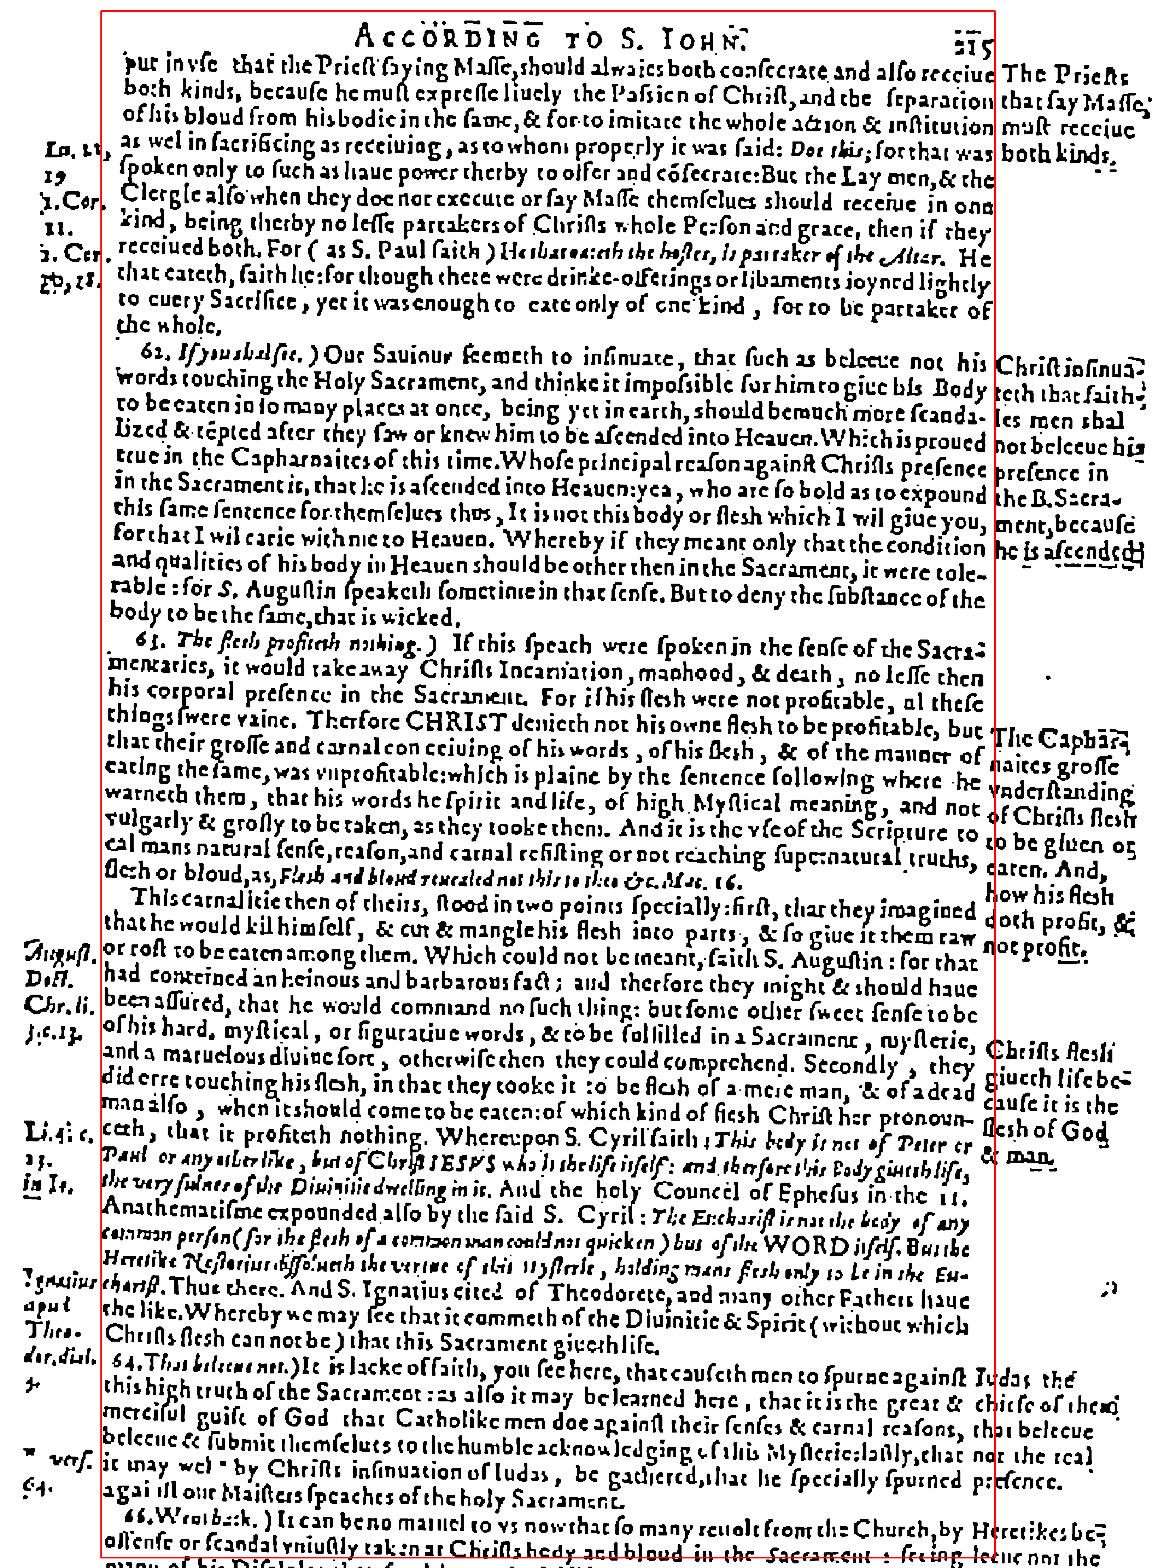 ACCORDING TO S. IOHN.
215
put in vse that the Priest saying Masse, should alwaies both consecrate and also receiue
both kinds, because he must expresse liuely the Passion of Christ, and the separation
of his bloud from his bodie in the same, & for to imitate the whole action & institution
as wel in sacrificing as receiuing, as to whom properly it was said: Doe this; for that was
spoken only to such as haue power therby to offer and cõsecrate: But the Lay men, & the
Clergie also when they doe not execute or say Masse themselues should receiue in one
kind, being therby no lesse partakers of Christs whole Person and grace, then if they
receiued both. For ( as S. Paul saith ) He that eateth the hostes, is partaker of the Altar. He
that eateth, saith he: for though there were drinke-offerings or libaments ioyned lightly
to euery Sacrifice, yet it was enough to eate only of one kind, for to be partaker of
the whole.
The Priests
that say Masse,
must receiue
both kinds.
Lu. 22,
19
1. Cor.
11.
1. Cor.
10, 18.
62. If you shal see. ) Our Sauiour seemeth to insinuate, that such as beleeue not his
words touching the Holy Sacrament, and thinke it impossible for him to giue his Body
to be eaten in so many places at once, being yet in earth, should be much more scanda-
lized & tẽpted after they saw or knew him to be ascended into Heauen. Which is proued
true in the Capharnaites of this time. Whose principal reason against Christs presence
in the Sacrament is, that he is ascended into Heauen: yea, who are so bold as to expound
this same sentence for themselues thus, It is not this body or flesh which I wil giue you,
for that I wil carie with me to Heauen. Whereby if they meant only that the condition
and qualities of his body in Heauen should be other then in the Sacrament, it were tole-
rable: for S. Augustin speaketh sometime in that sense. But to deny the substance of the
body to be the same, that is wicked.
Christ insinua-
teth that faith-
les men shal
not beleeue his
presence in
the B. Sacra-
ment, because
he is ascended
63. The flesh profiteth nothing. ) If this speach were spoken in the sense of the Sacra-
mentaries, it would take away Christs Incarnation, manhood, & death, no lesse then
his corporal presence in the Sacrament. For if his flesh were not profitable, al these
things were vaine. Therfore CHRIST denieth not his owne flesh to be profitable, but
that their grosse and carnal conceiuing of his words, of his flesh, & of the manner of
eating the same, was vnprofitable: which is plaine by the sentence following where he
warneth them, that his words be spirit and life, of high Mystical meaning, and not
vulgarly & grosly to be taken, as they tooke them. And it is the vse of the Scripture to
cal mans natural sense, reason, and carnal resisting or not reaching supernatural truths,
flesh or bloud, as, Flesh and bloud reuealed not this to thee &c. Mat. 16.
The Caphar-
naites grosse
vnderstanding
of Christs flesh
to be giuen or
eaten. And,
how his flesh
doth profit, &
not profit.
This carnalitie then of theirs, stood in two points specially: first, that they imagined
that he would kil himself, & cut & mangle his flesh into parts, & so giue it them raw
or rost to be eaten among them. Which could not be meant, saith S. Augustin: for that
had conteined an heinous and barbarous fact; and therfore they might & should haue
been assured, that he would command no such thing: but some other sweet sense to be
of his hard, mystical, or figuratiue words, & to be fulfilled in a Sacrament, mysterie,
and a maruelous diuine sort, otherwise then they could comprehend. Secondly, they
did erre touching his flesh, in that they tooke it to be flesh of a mere man, & of a dead
man also, when it should come to be eaten: of which kind of flesh Christ her pronoun-
ceth, that it profiteth nothing. Whereupon S. Cyril saith: This body is not of Peter or
Paul or any other like, but of Christ IESVS who is the life itself: and therfore this Body giueth life,
the very fulnes of the Diuinitie dwelling in it. And the holy Councel of Ephesus in the 11.
Anathematisme expounded also by the said S. Cyril: The Eucharist is not the body of any
common person (for the flesh of a common man could not quicken ) but of the WORD itself. But the
Heretike Nestorius dissolueth the vertue of this mysterie, holding mans flesh only to be in the Eu-
charist. Thus there. And S. Ignatius cited of Theodorete, and many other Fathers haue
the like. Whereby we may see that it commeth of the Diuinitie & Spirit (without which
Christs flesh can not be ) that this Sacrament giueth life.
August.
Doct.
Chr. li.
3. c. 13.
Li. 4. c.
23.
in Io.
Ignatius
apud
Theo-
dor. dial.
3.
Christs flesh
giueth life be-
cause it is the
flesh of God
& man.
64. That beleeue not. ) It is lacke of faith, you see here, that causeth men to spurne against
this high truth of the Sacrament: as also it may be learned here, that it is the great &
merciful guift of God that Catholike men doe against their senses & carnal reasons,
beleeue & submit themselues to the humble acknowledging of this Mysterie: lastly, that
it may wel " by Christs insinuation of Iudas, be gathered, that he specially spurned
against our Maisters speaches of the holy Sacrament.
" vers.
64.
Iudas the
chiefe of them
that beleeue
not the real
presence.
66. Went back. ) It can be no maruel to vs now that so many reuolt from the Church, by
offense or scandal vniustly taken at Christs body and bloud in the Sacrament: seeing
many of his Disciples
Heretikes be-
leeue not the